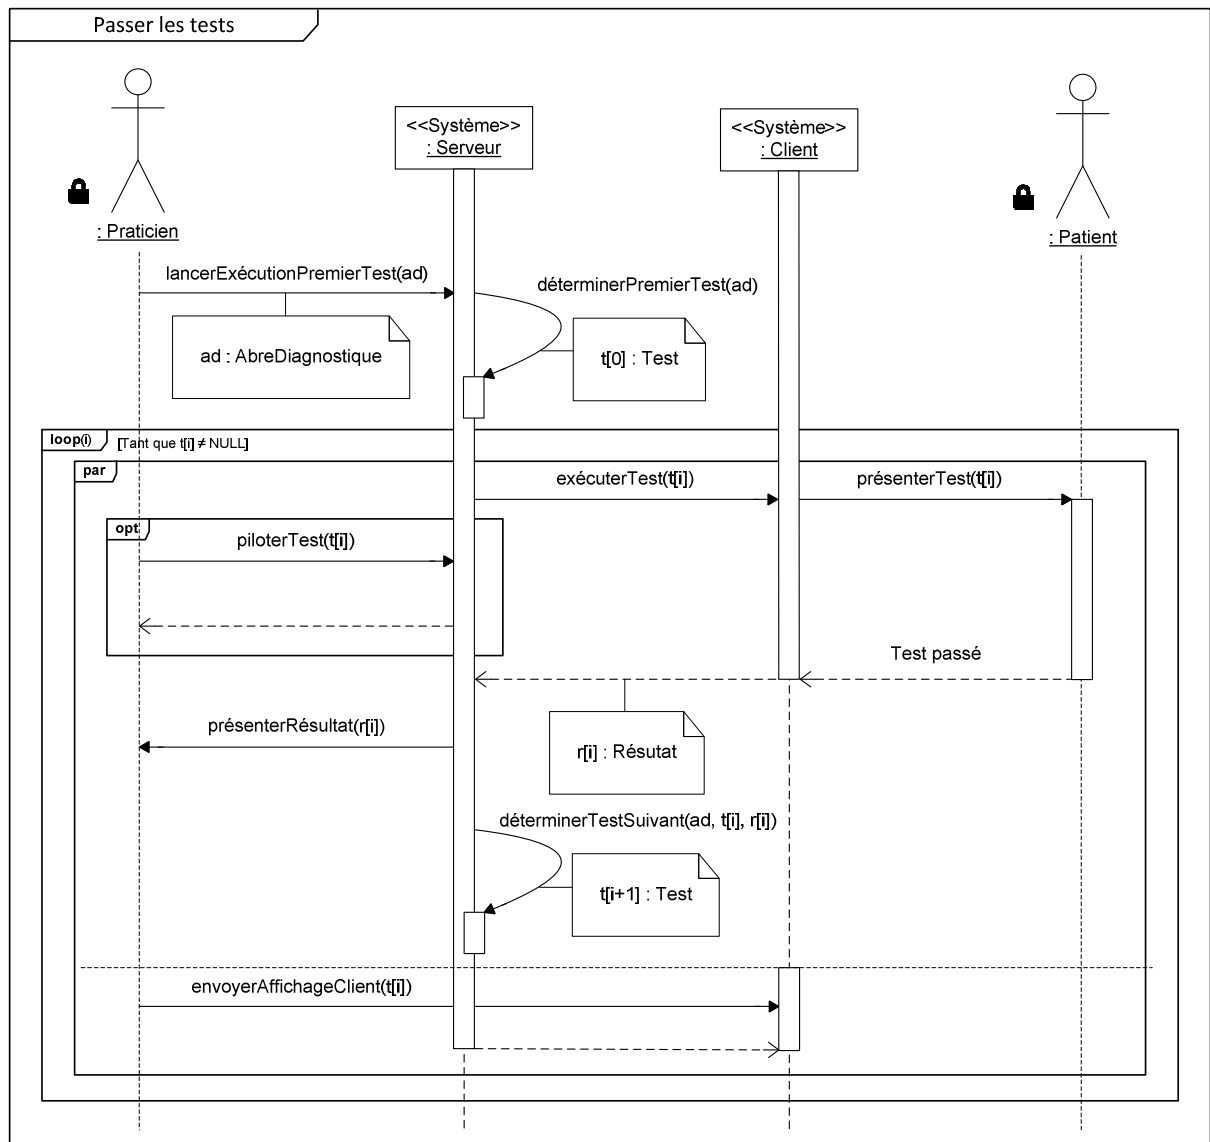 Passer les tests
<<Système>>
: Serveur
<<Système>>
: Client
: Praticien
: Patient
lancerExécutionPremierTest(ad)
déterminerPremierTest(ad)
ad : AbreDiagnostique
t[0] : Test
loop(i) [Tant que t[i] ≠ NULL]
par
exécuterTest(t[i])
présenterTest(t[i])
opt
piloterTest(t[i])
Test passé
présenterRésultat(r[i])
r[i] : Résutat
déterminerTestSuivant(ad, t[i], r[i])
t[i+1] : Test
envoyerAffichageClient(t[i])